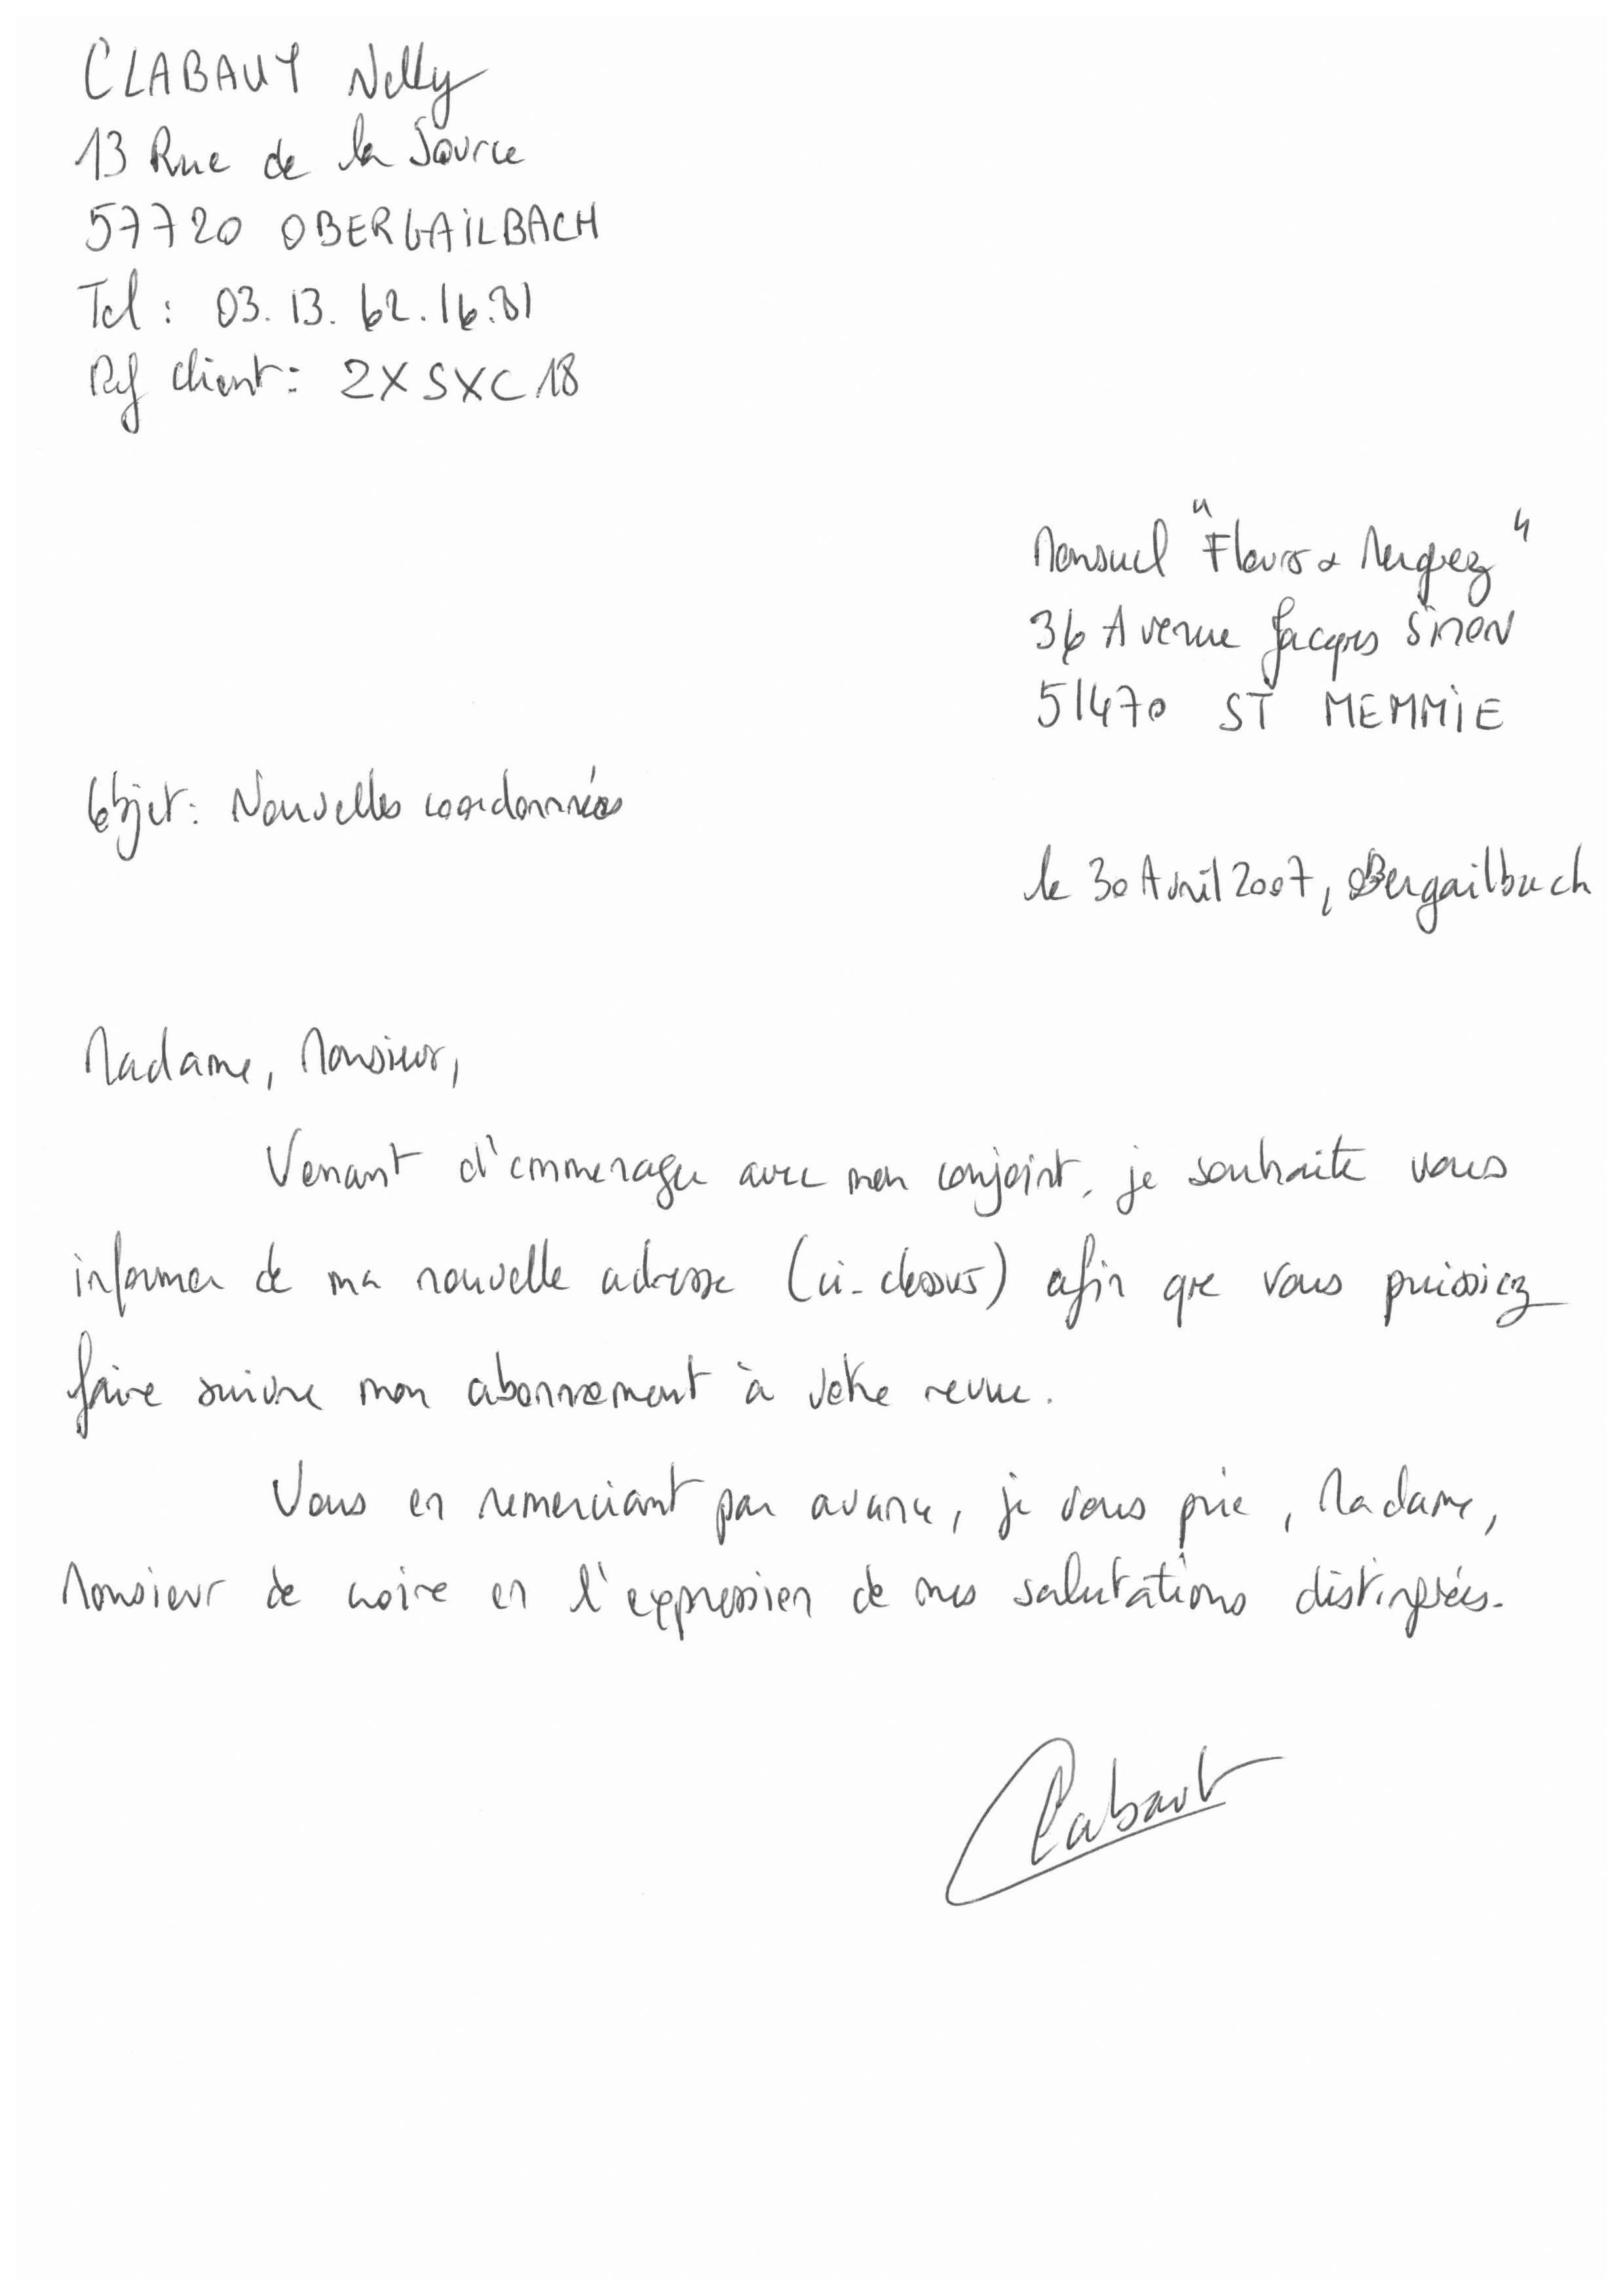 CLABAUT Nelly
13 Rue de la Source
57720 OBERGAILBACH
Tel : 03.13.62.16.81
Ref client : 2XSXC18
Mensuel "Fleurs & Merguez"
36 Avenue Jacques SIMON
51470 ST MEMMIE
Objet : Nouvelles coordonnées
le 30 Avril 2007, OBergailbach
Madame, Monsieur,
Venant d'emmenager avec mon conjoint, je souhaite vous
informer de ma nouvelle adresse (ci-dessus) afin que vous puissiez
faire suivre mon abonnement à votre revue.
Vous en remerciant par avance, je vous prie, Madame,
Monsieur de croire en l'expression de mes salutations distinguées.
Clabaut